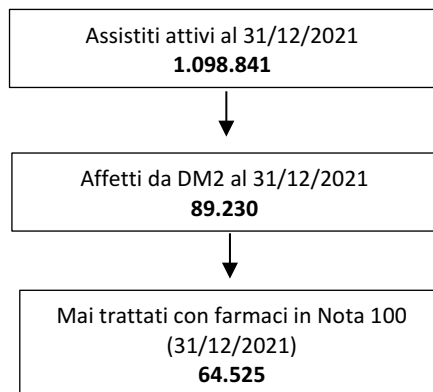 Assistiti attivi al 31/12/2021
1.098.841
Affetti da DM2 al 31/12/2021
89.230
Mai trattati con farmaci in Nota 100
(31/12/2021)
64.525